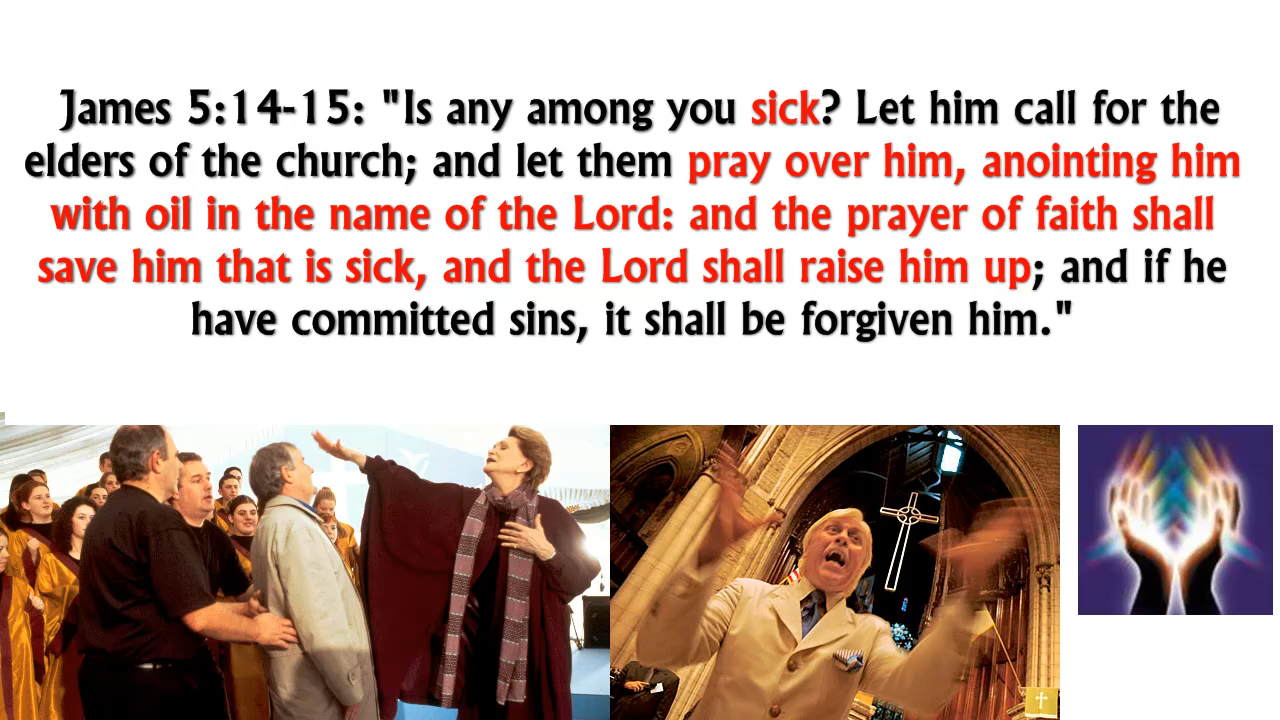 James 5:14-15: "Is any among you sick? Let him call for the
elders of the church; and let them pray over him, anointing him
with oil in the name of the Lord: and the prayer of faith shall
save him that is sick, and the Lord shall raise him up; and if he
have committed sins, it shall be forgiven him."